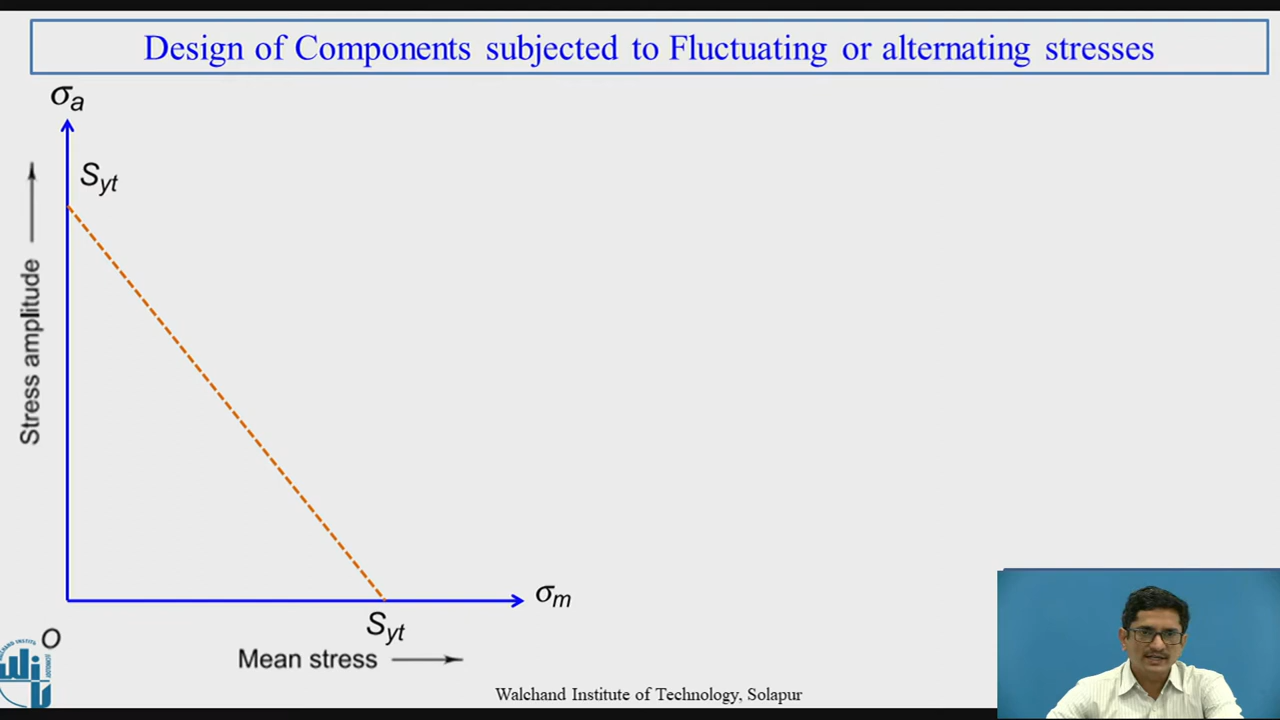 Design of Components subjected to Fluctuating or alternating stresses
σa
Syt
Stress amplitude
σm
Syt
O
Mean stress
Walchand Institute of Technology, Solapur